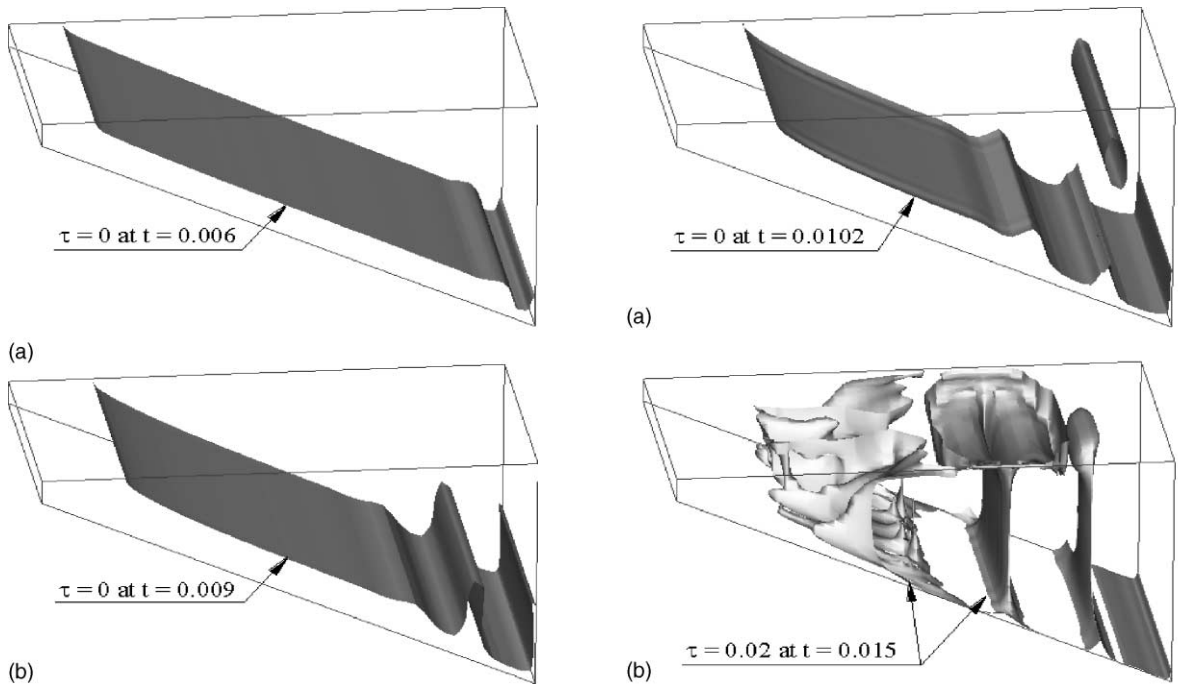 τ = 0 at t = 0.006
(a)
τ = 0 at t = 0.009
(b)
τ = 0 at t = 0.0102
(a)
τ = 0.02 at t = 0.015
(b)